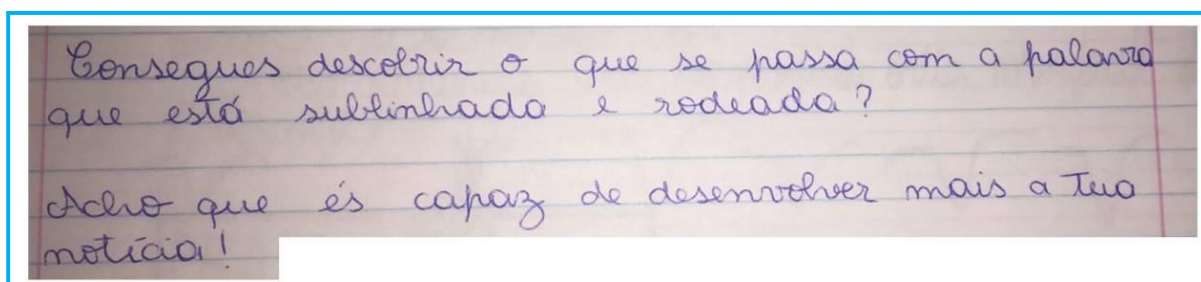 Consegues descobrir o que se passa com a palavra
que está sublinhada e rodeada?
Acho que és capaz de desenvolver mais a tua
notícia!